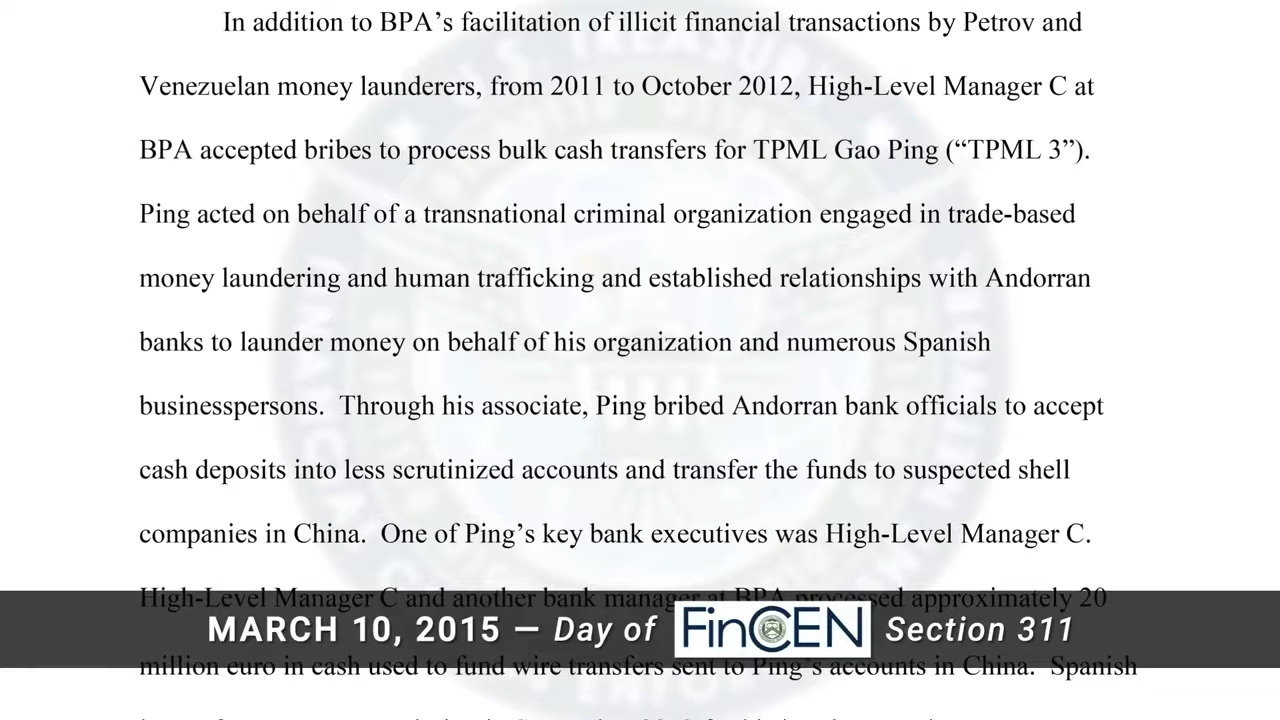 In addition to BPA’s facilitation of illicit financial transactions by Petrov and
Venezuelan money launderers, from 2011 to October 2012, High-Level Manager C at
BPA accepted bribes to process bulk cash transfers for TPML Gao Ping (“TPML 3”).
Ping acted on behalf of a transnational criminal organization engaged in trade-based
money laundering and human trafficking and established relationships with Andorran
banks to launder money on behalf of his organization and numerous Spanish
businesspersons.  Through his associate, Ping bribed Andorran bank officials to accept
cash deposits into less scrutinized accounts and transfer the funds to suspected shell
companies in China.  One of Ping’s key bank executives was High-Level Manager C.
High-Level Manager C and another bank manager at BPA processed approximately 20
MARCH 10, 2015 — Day of FinCEN Section 311
million euro in cash used to fund wire transfers sent to Ping’s accounts in China.  Spanish